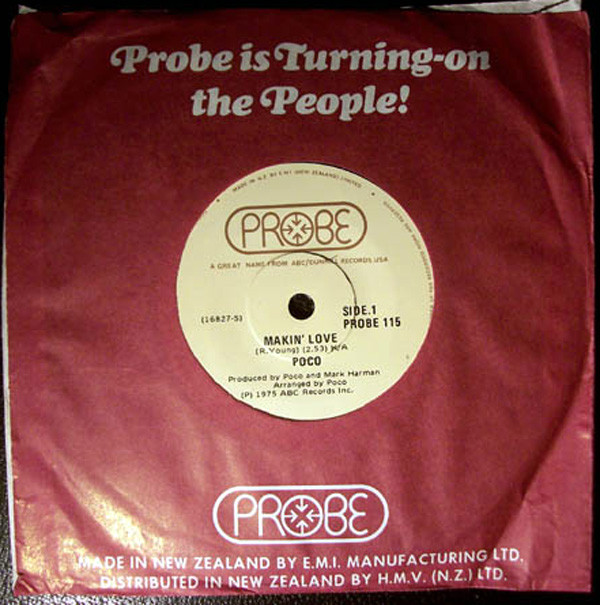 Probe is Turning-on
the People!
MADE IN N.Z. BY E.M.I (NEW ZEALAND) LIMITED
PROBE
A GREAT NAME FROM ABC/DUNHILL RECORDS, USA
(16827-S)
SIDE.1
PROBE 115
MAKIN' LOVE
(R.Young) (2.53) W/A
POCO
Produced by Poco and Mark Harman
Arranged by Poco
(P) 1975 ABC Records Inc.
PROBE
MADE IN NEW ZEALAND BY E.M.I. MANUFACTURING LTD.
DISTRIBUTED IN NEW ZEALAND BY H.M.V. (N.Z.) LTD.